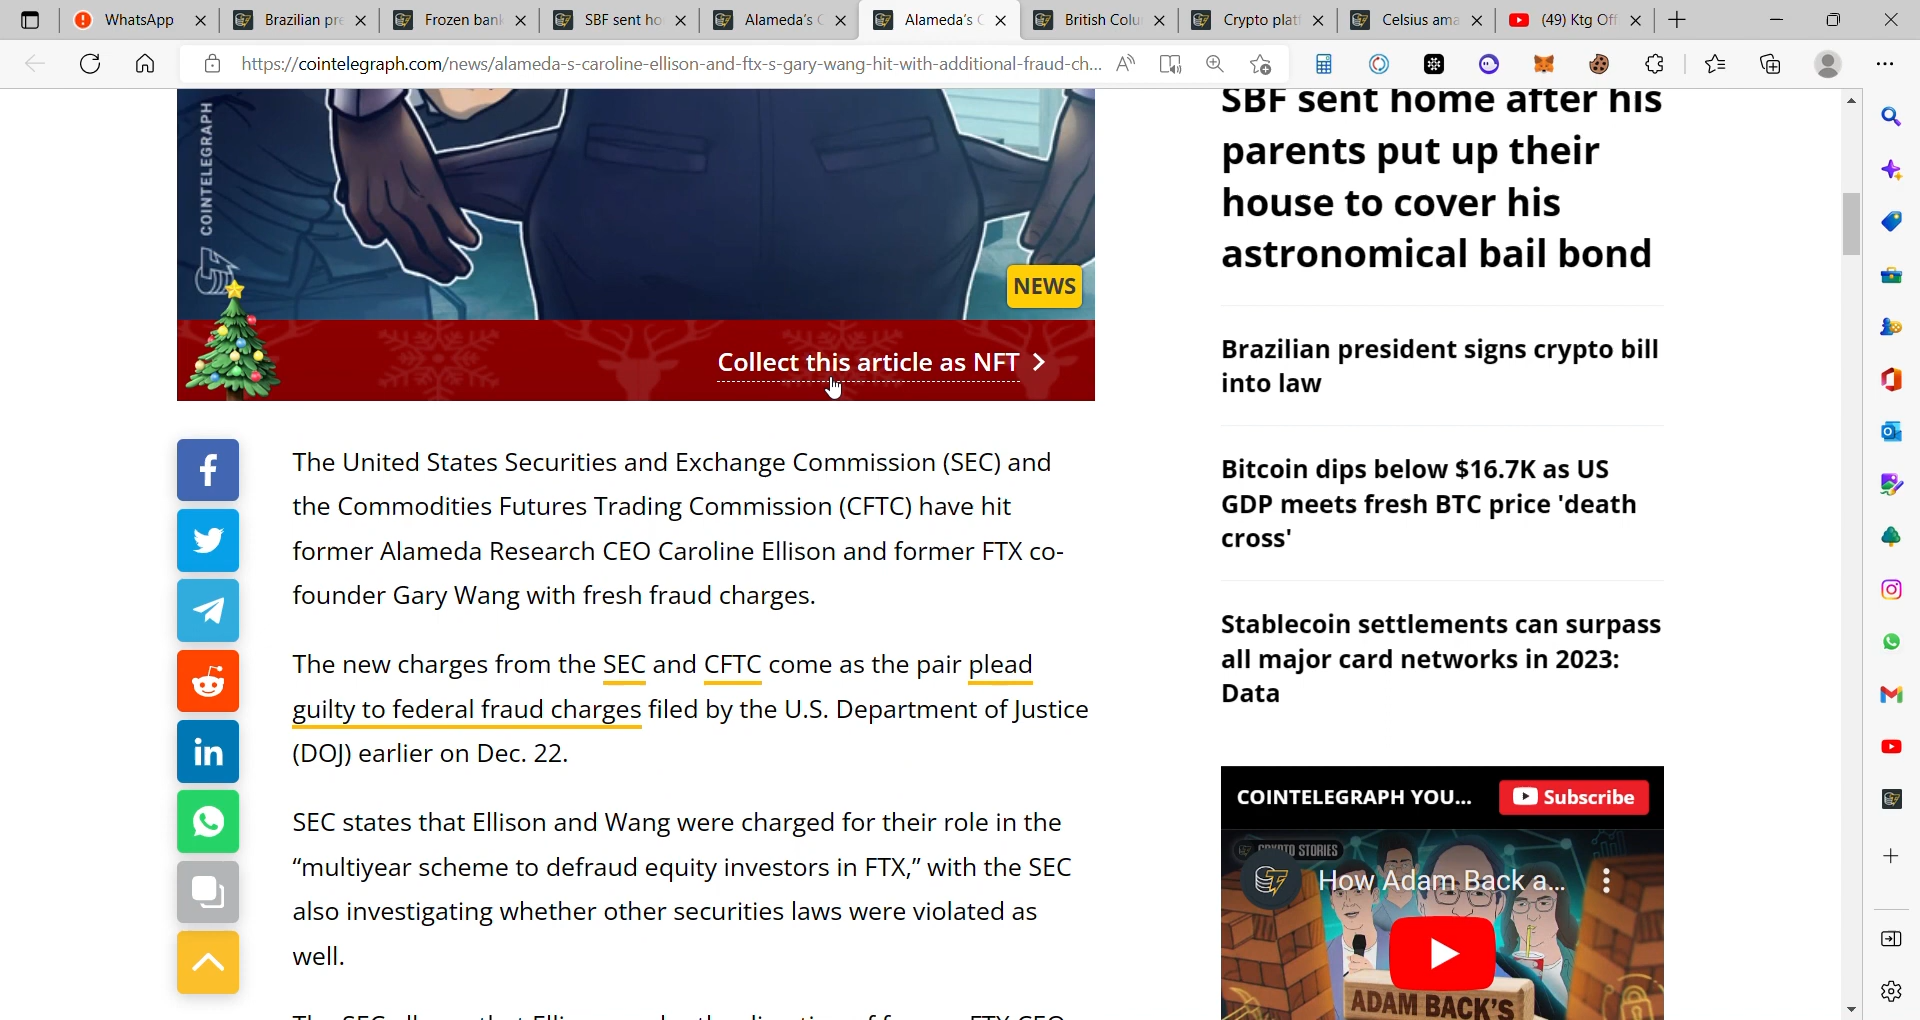 WhatsApp
Brazilian pre
Frozen bank
SBF sent ho
Alameda's C
Alameda's C
British Colu
Crypto plat
Celsius ama
(49) Ktg Off
https://cointelegraph.com/news/alameda-s-caroline-ellison-and-ftx-s-gary-wang-hit-with-additional-fraud-ch...
COINTELEGRAPH
NEWS
Collect this article as NFT
The United States Securities and Exchange Commission (SEC) and
the Commodities Futures Trading Commission (CFTC) have hit
former Alameda Research CEO Caroline Ellison and former FTX co-
founder Gary Wang with fresh fraud charges.
The new charges from the SEC and CFTC come as the pair plead
guilty to federal fraud charges filed by the U.S. Department of Justice
(DOJ) earlier on Dec. 22.
SEC states that Ellison and Wang were charged for their role in the
“multiyear scheme to defraud equity investors in FTX,” with the SEC
also investigating whether other securities laws were violated as
well.
SBF sent home after his
parents put up their
house to cover his
astronomical bail bond
Brazilian president signs crypto bill
into law
Bitcoin dips below $16.7K as US
GDP meets fresh BTC price 'death
cross'
Stablecoin settlements can surpass
all major card networks in 2023:
Data
COINTELEGRAPH YOU...
Subscribe
CRYPTO STORIES
How Adam Back a...
ADAM BACK'S